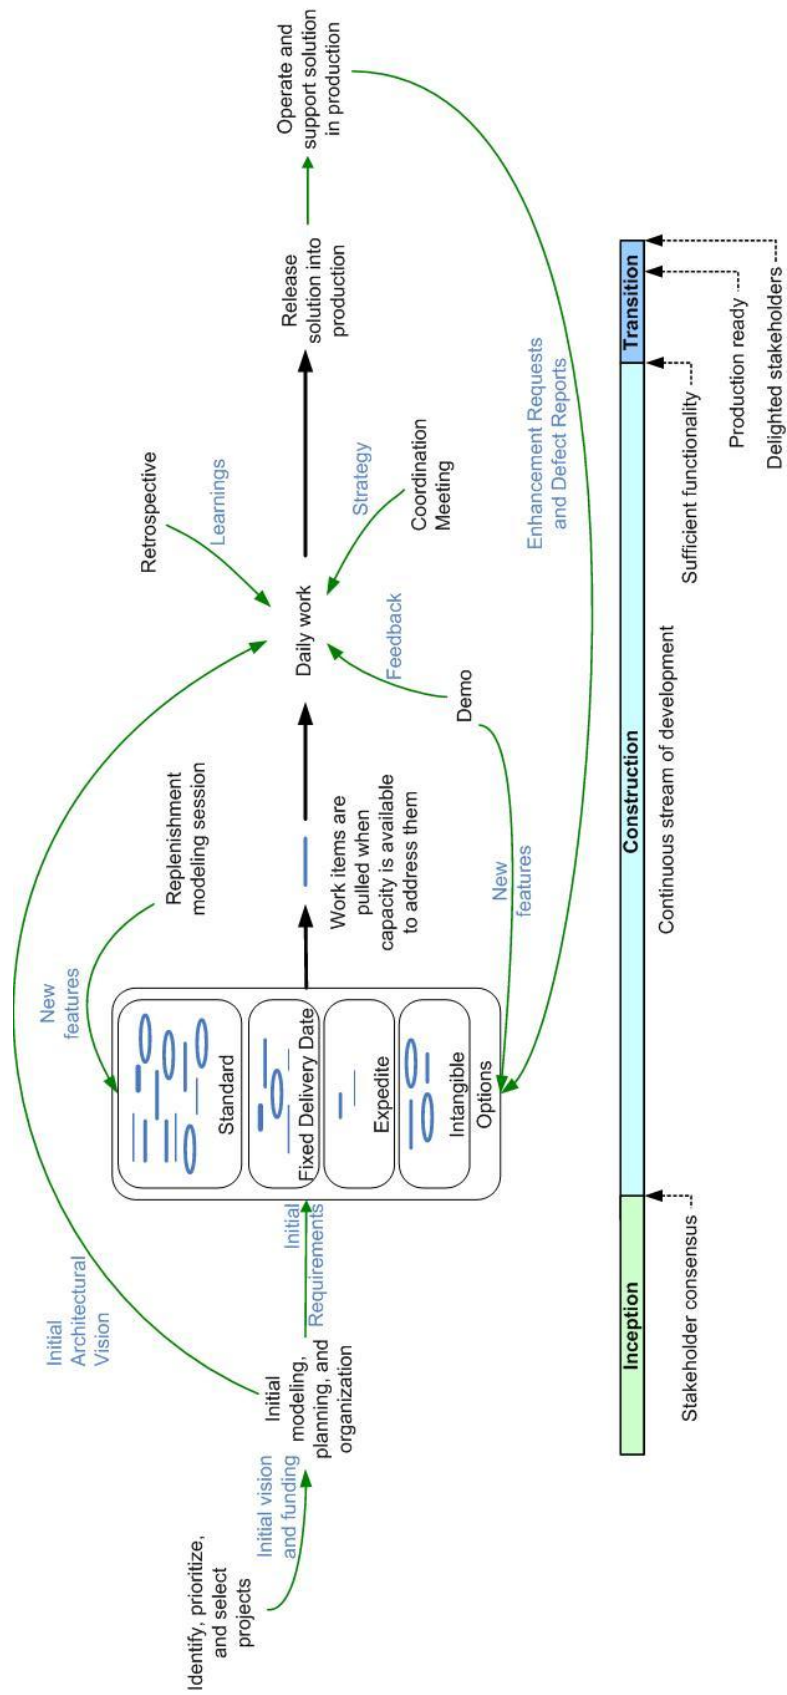 Identify, prioritize,
and select
projects
Initial vision
and funding
Initial
modeling,
planning, and
organization
Initial
Architectural
Vision
Initial
Requirements
New
features
Replenishment
modeling session
Standard
Fixed Delivery Date
Expedite
Intangible
Options
Work items are
pulled when
capacity is available
to address them
New
features
Demo
Feedback
Daily work
Retrospective
Learnings
Strategy
Coordination
Meeting
Enhancement Requests
and Defect Reports
Release
solution into
production
Operate and
support solution
in production
Inception
Construction
Transition
Stakeholder consensus
Continuous stream of development
Sufficient functionality
Production ready
Delighted stakeholders